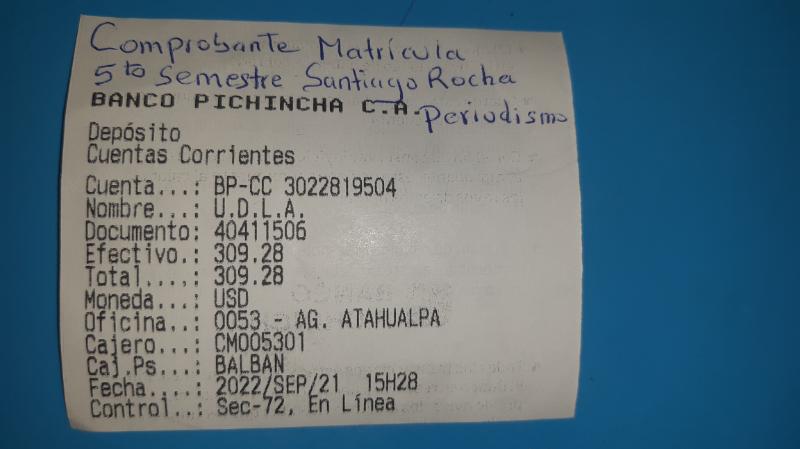 Comprobante Matrícula
5to Semestre Santiago Rocha
BANCO PICHINCHA C.A. Periodismo
Depósito
Cuentas Corrientes
Cuenta...: BP-CC 3022819504
Nombre...: U.D.L.A.
Documento: 40411506
Efectivo.: 309.28
Total....: 309.28
Moneda...: USD
Oficina..: 0053 - AG. ATAHUALPA
Cajero...: CM005301
Caj.Ps...: BALBAN
Fecha....: 2022/SEP/21 15H28
Control..: Sec-72, En Línea